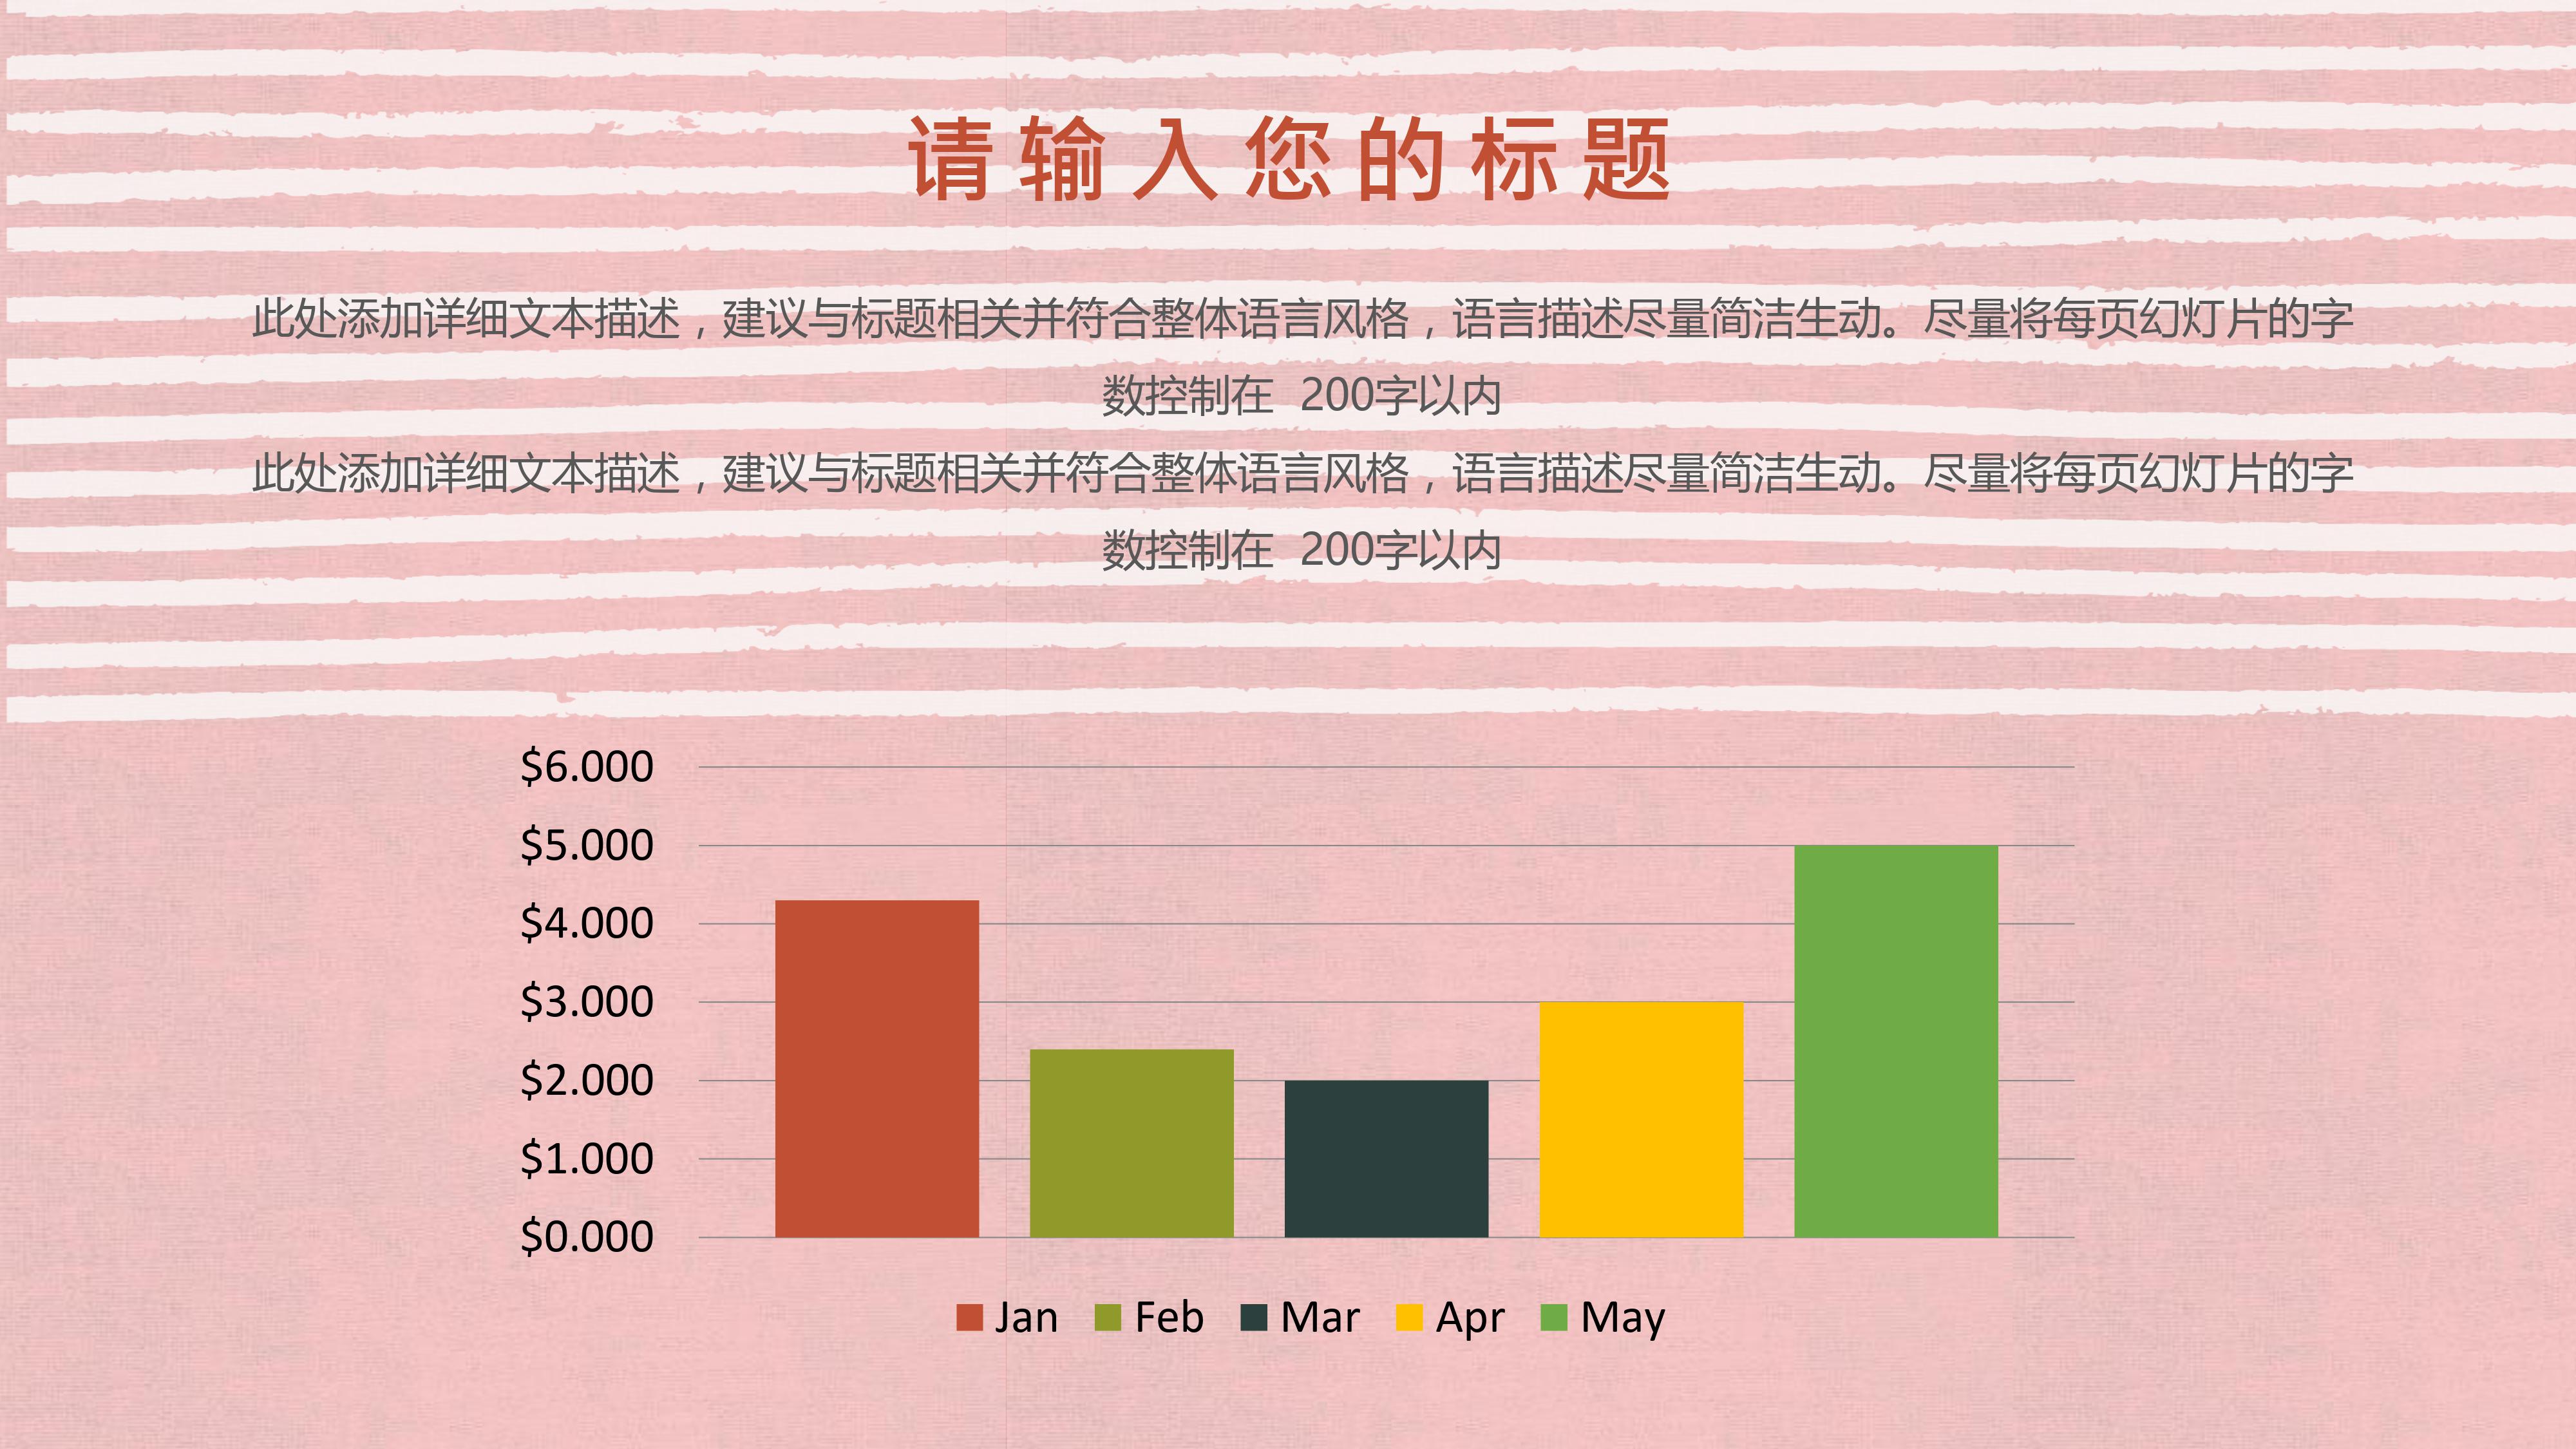 请输入您的标题
此处添加详细文本描述，建议与标题相关并符合整体语言风格，语言描述尽量简洁生动。尽量将每页幻灯片的字
数控制在 200字以内
此处添加详细文本描述，建议与标题相关并符合整体语言风格，语言描述尽量简洁生动。尽量将每页幻灯片的字
数控制在 200字以内
$6.000
$5.000
$4.000
$3.000
$2.000
$1.000
$0.000
Jan Feb Mar Apr May